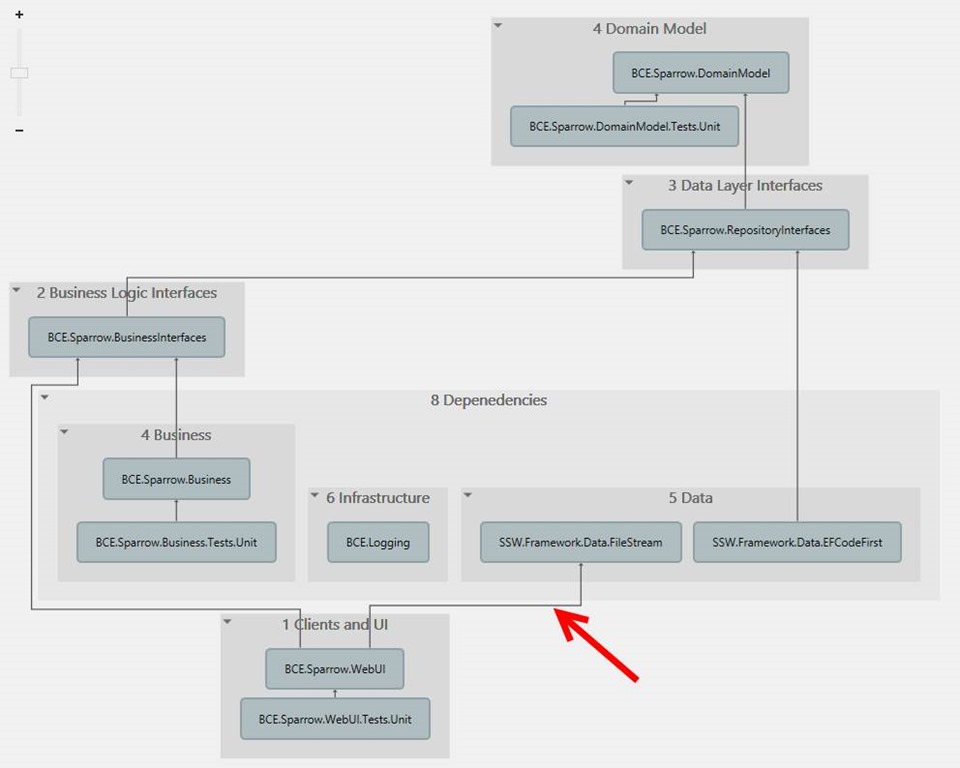 +
4 Domain Model
BCE.Sparrow.DomainModel
BCE.Sparrow.DomainModel.Tests.Unit
−
3 Data Layer Interfaces
BCE.Sparrow.RepositoryInterfaces
2 Business Logic Interfaces
BCE.Sparrow.BusinessInterfaces
8 Depenedencies
4 Business
BCE.Sparrow.Business
BCE.Sparrow.Business.Tests.Unit
6 Infrastructure
BCE.Logging
5 Data
SSW.Framework.Data.FileStream
SSW.Framework.Data.EFCodeFirst
1 Clients and UI
BCE.Sparrow.WebUI
BCE.Sparrow.WebUI.Tests.Unit